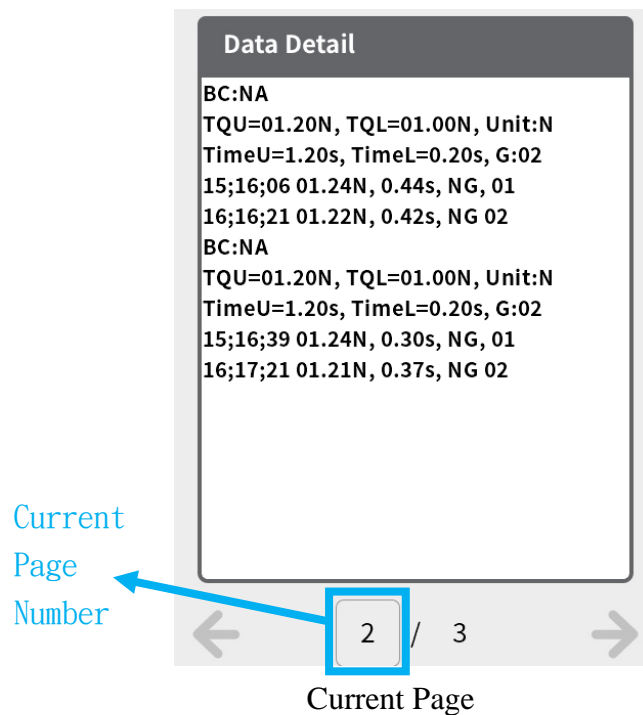 Data Detail
BC:NA
TQU=01.20N, TQL=01.00N, Unit:N
TimeU=1.20s, TimeL=0.20s, G:02
15;16;06 01.24N, 0.44s, NG, 01
16;16;21 01.22N, 0.42s, NG 02
BC:NA
TQU=01.20N, TQL=01.00N, Unit:N
TimeU=1.20s, TimeL=0.20s, G:02
15;16;39 01.24N, 0.30s, NG, 01
16;17;21 01.21N, 0.37s, NG 02
Current
Page
Number
2 / 3
Current Page